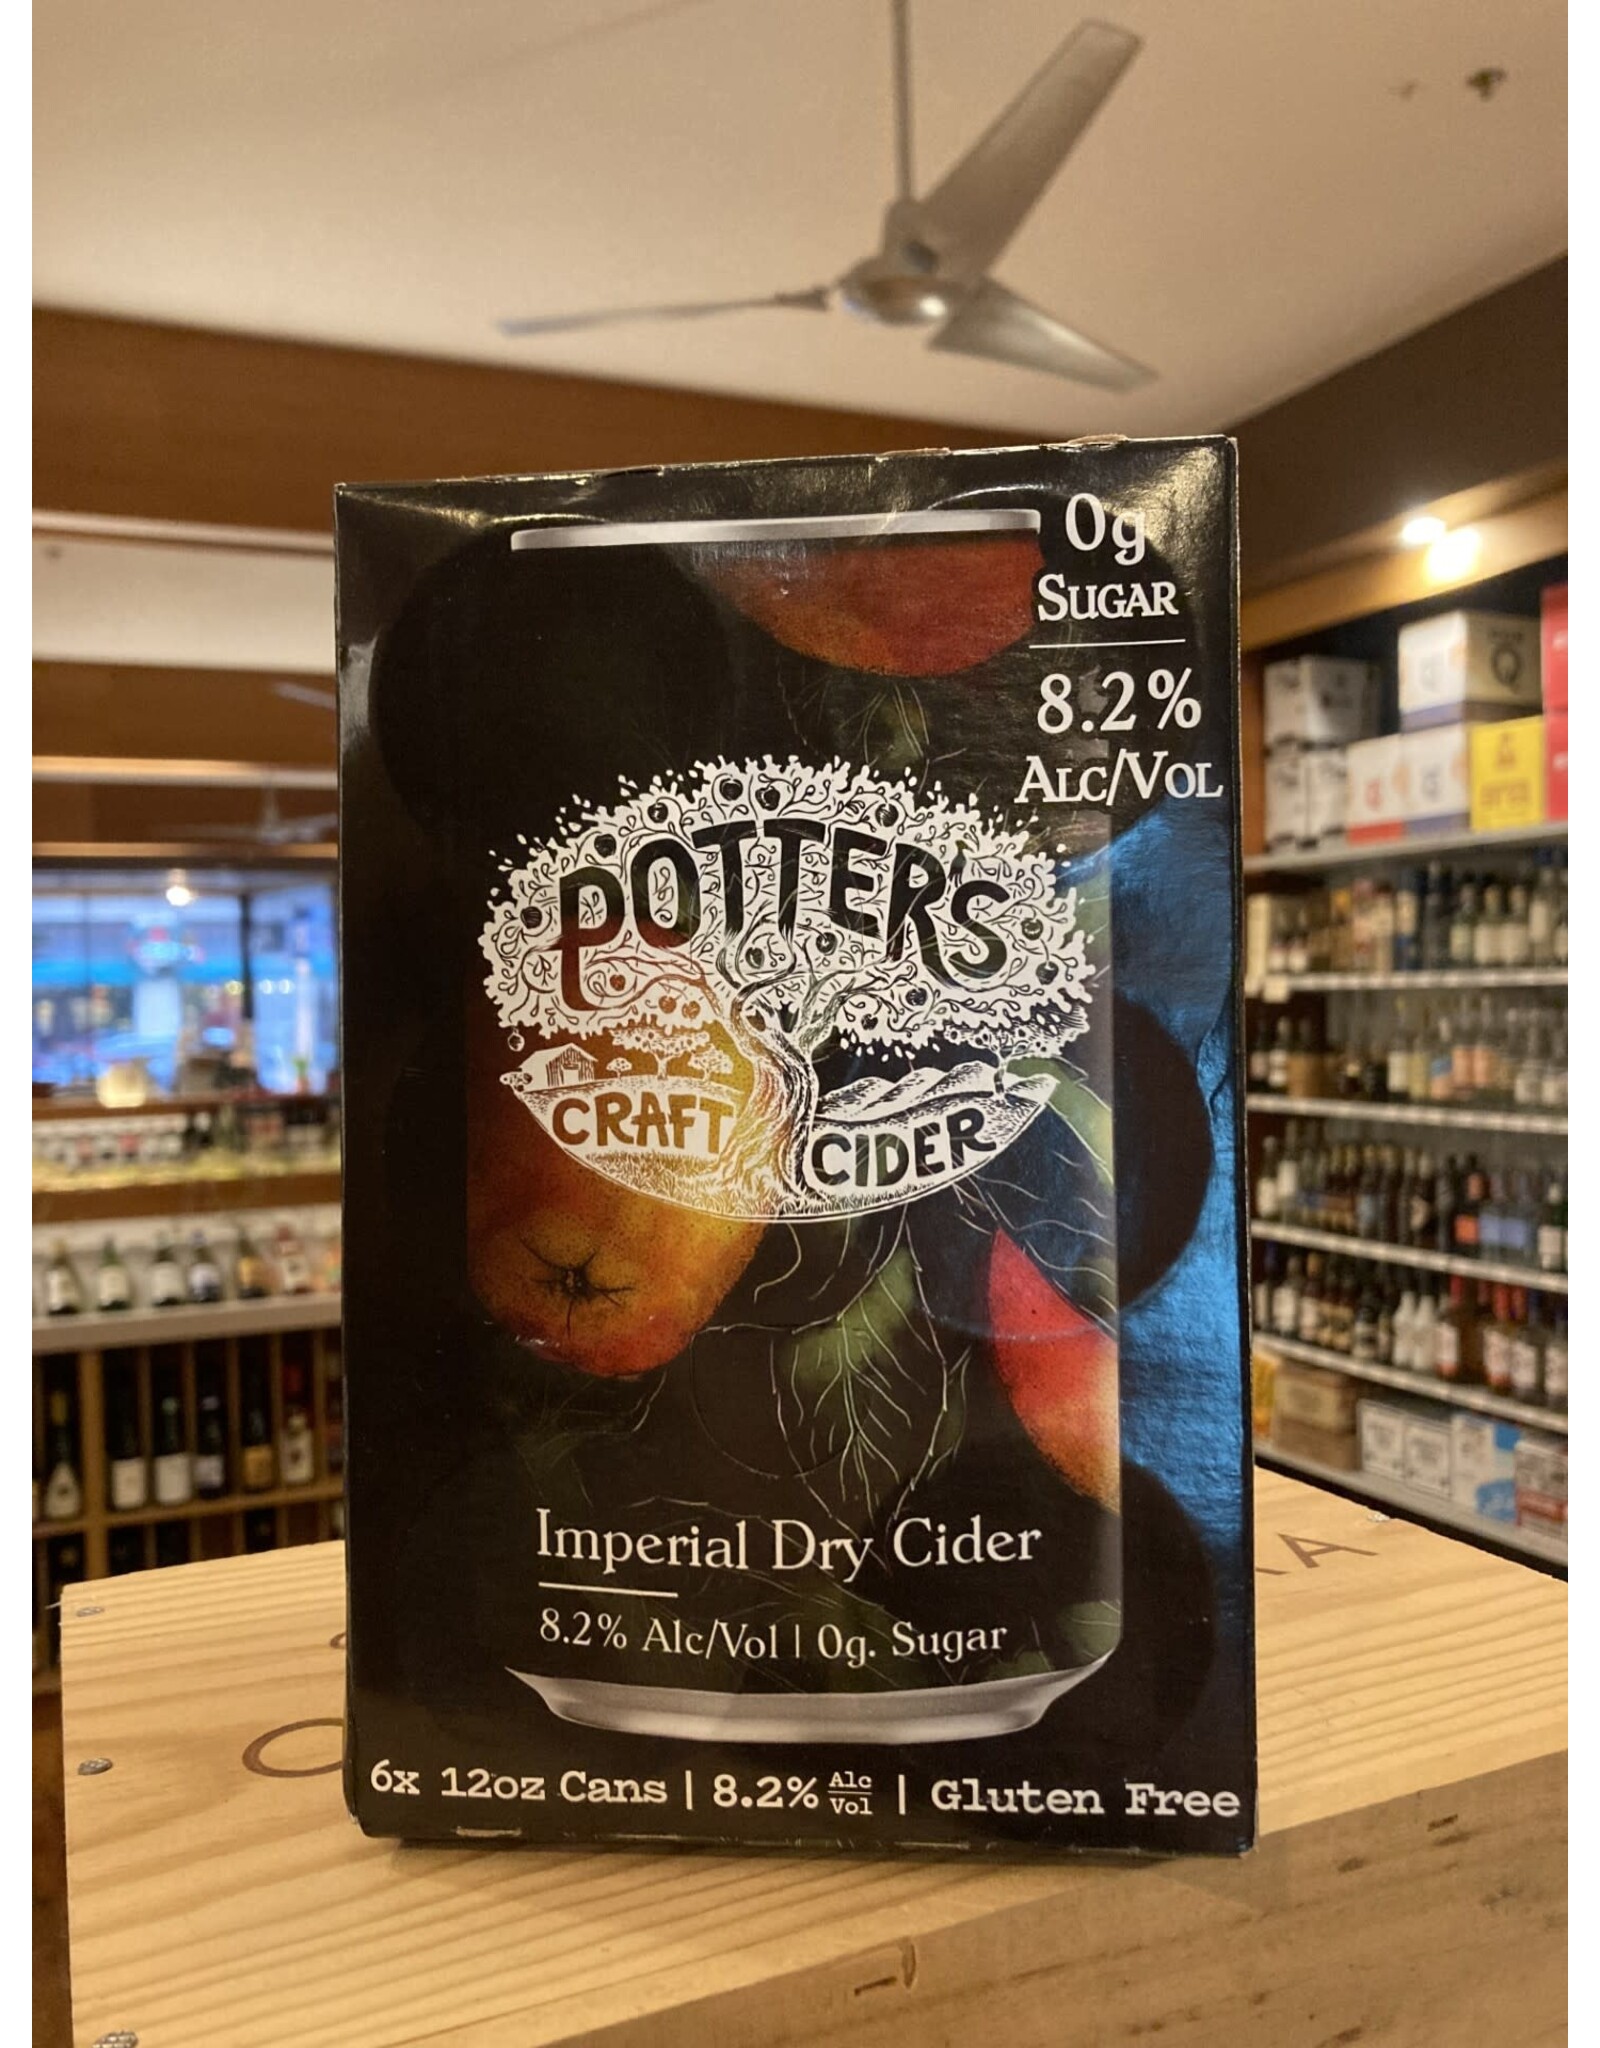 0g
SUGAR
8.2%
ALC/VOL
POTTERS
CRAFT CIDER
Imperial Dry Cider
8.2% Alc/Vol | 0g. Sugar
6x 12oz Cans | 8.2% Alc Vol | Gluten Free